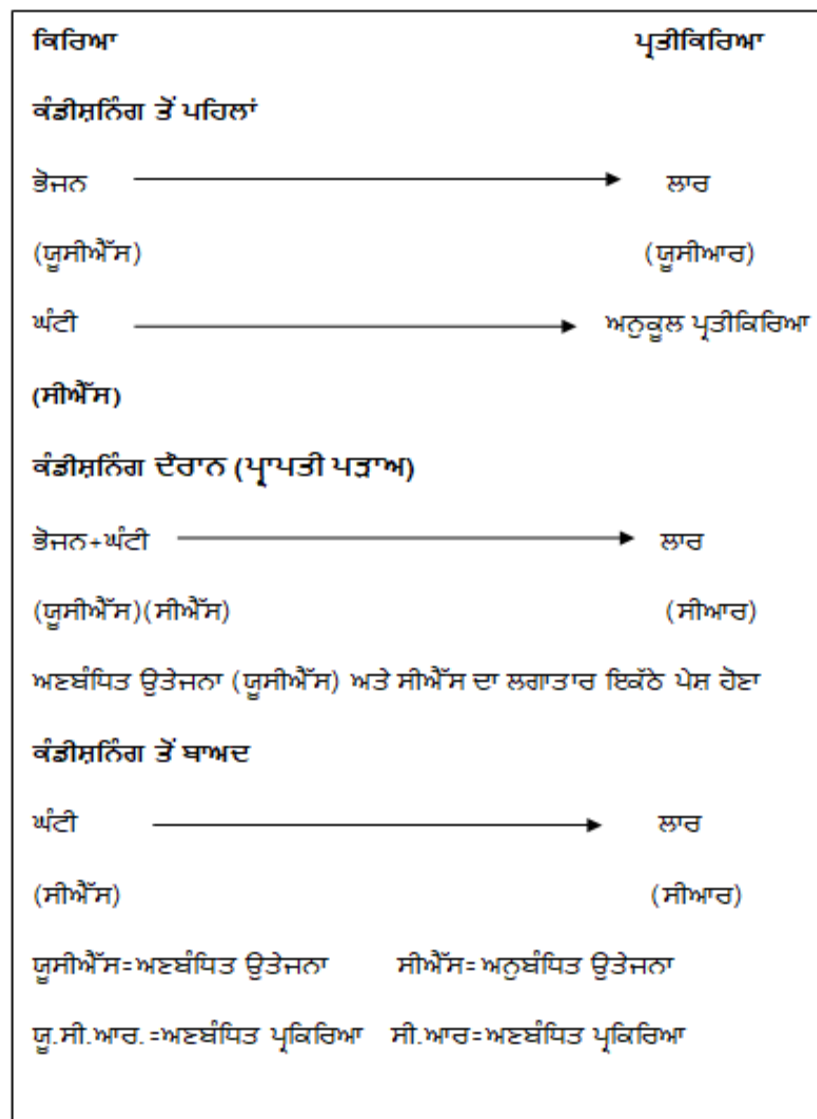 ਕਿਰਿਆ ਪ੍ਰਤੀਕਿਰਿਆ
ਕੰਡੀਸ਼ਨਿੰਗ ਤੋਂ ਪਹਿਲਾਂ
ਭੋਜਨ ਲਾਰ
(ਯੂਸੀਐੱਸ) (ਯੂਸੀਆਰ)
ਘੰਟੀ ਅਨੁਕੂਲ ਪ੍ਰਤੀਕਿਰਿਆ
(ਸੀਐੱਸ)
ਕੰਡੀਸ਼ਨਿੰਗ ਦੌਰਾਨ (ਪ੍ਰਾਪਤੀ ਪੜਾਅ)
ਭੋਜਨ+ਘੰਟੀ ਲਾਰ
(ਯੂਸੀਐੱਸ)(ਸੀਐੱਸ) (ਸੀਆਰ)
ਅਣਬੰਧਿਤ ਉਤੇਜਨਾ (ਯੂਸੀਐੱਸ) ਅਤੇ ਸੀਐੱਸ ਦਾ ਲਗਾਤਾਰ ਇਕੱਠੇ ਪੇਸ਼ ਹੋਣਾ
ਕੰਡੀਸ਼ਨਿੰਗ ਤੋਂ ਬਾਅਦ
ਘੰਟੀ ਲਾਰ
(ਸੀਐੱਸ) (ਸੀਆਰ)
ਯੂਸੀਐੱਸ=ਅਣਬੰਧਿਤ ਉਤੇਜਨਾ ਸੀਐੱਸ=ਅਨੁਬੰਧਿਤ ਉਤੇਜਨਾ
ਯੂ.ਸੀ.ਆਰ.=ਅਣਬੰਧਿਤ ਪ੍ਰਕਿਰਿਆ ਸੀ.ਆਰ=ਅਣਬੰਧਿਤ ਪ੍ਰਕਿਰਿਆ